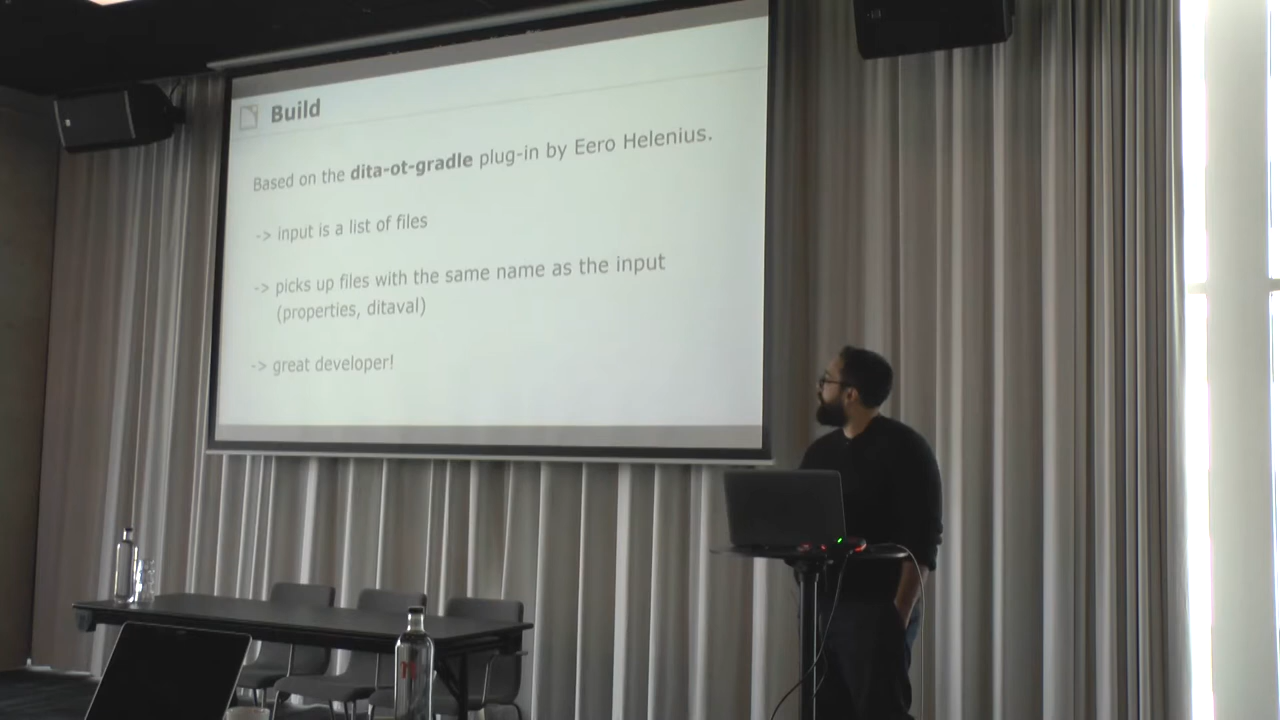 Build
Based on the dita-ot-gradle plug-in by Eero Helenius.
-> input is a list of files
-> picks up files with the same name as the input
(properties, ditaval)
-> great developer!